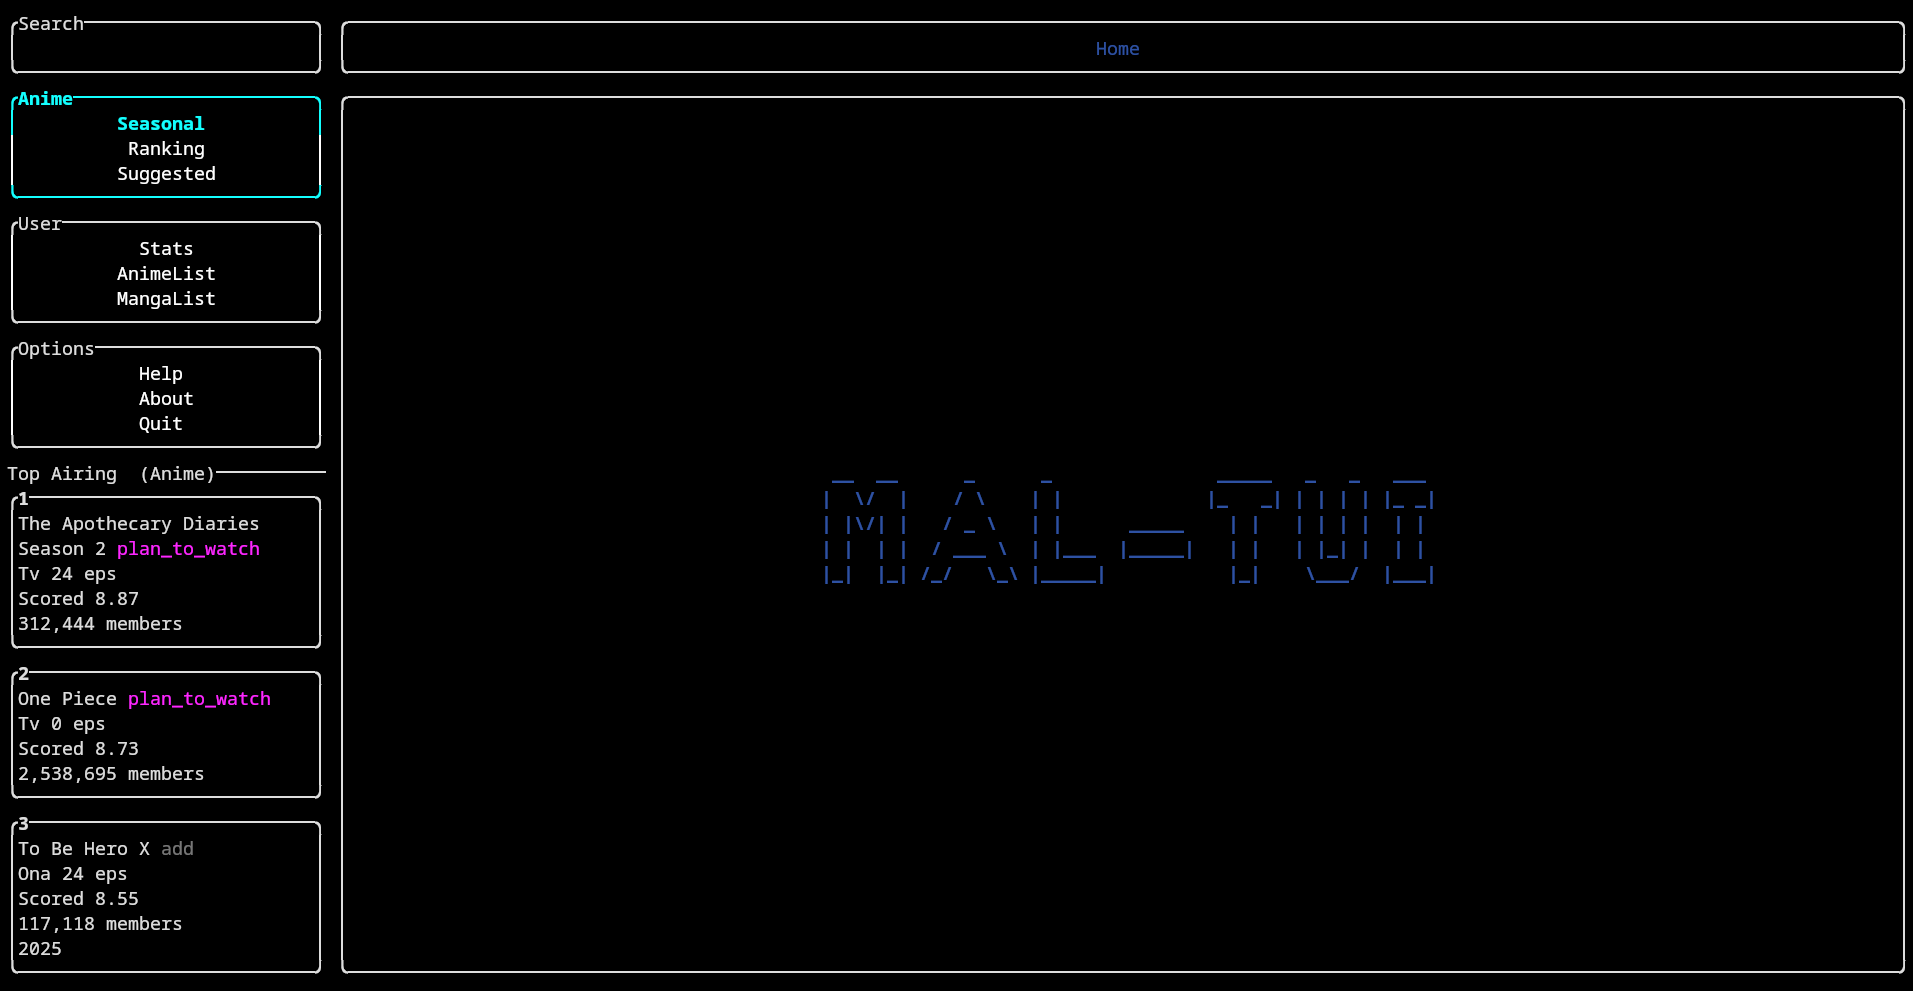 Search
Home
Anime
Seasonal
Ranking
Suggested
User
Stats
AnimeList
MangaList
Options
Help
About
Quit
Top Airing (Anime)
1
The Apothecary Diaries
Season 2 plan_to_watch
Tv 24 eps
Scored 8.87
312,444 members
2
One Piece plan_to_watch
Tv 0 eps
Scored 8.73
2,538,695 members
3
To Be Hero X add
Ona 24 eps
Scored 8.55
117,118 members
2025
MAL-TUI